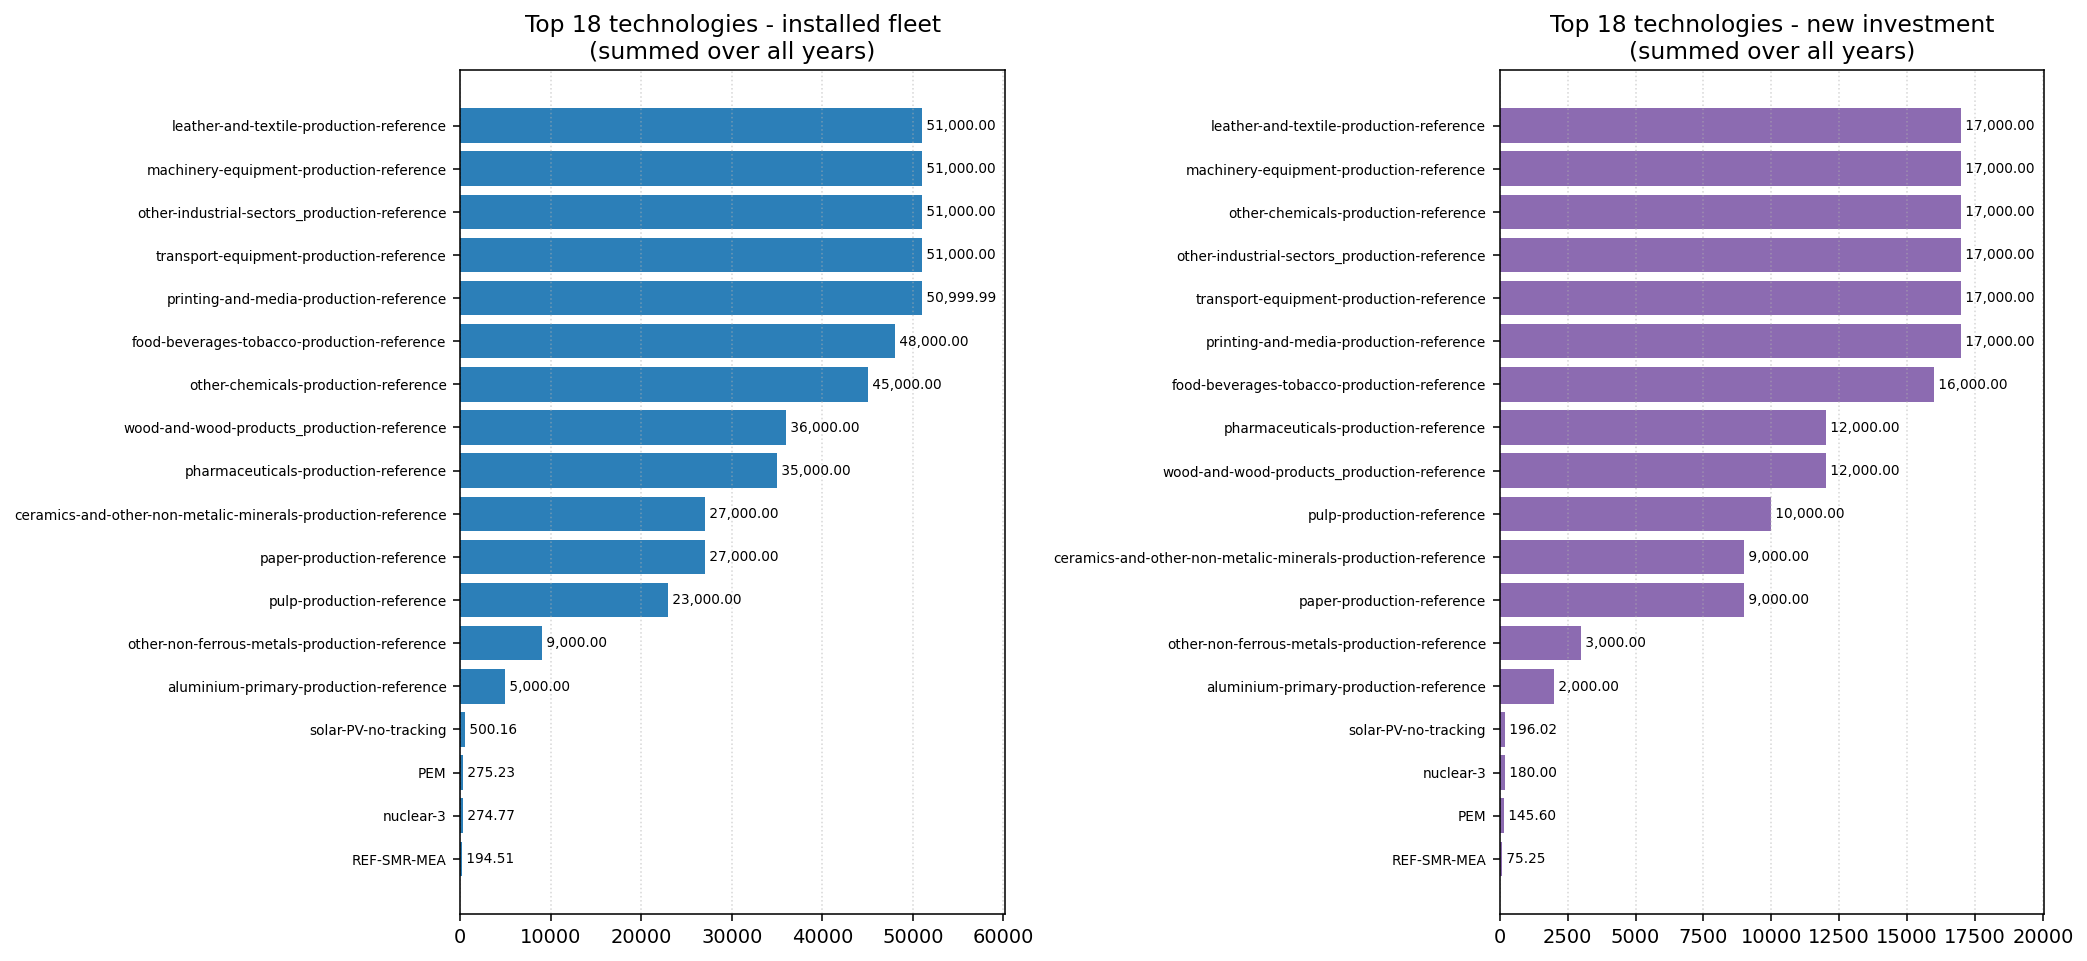 Top 18 technologies - installed fleet
(summed over all years)
leather-and-textile-production-reference
51,000.00
machinery-equipment-production-reference
51,000.00
other-industrial-sectors_production-reference
51,000.00
transport-equipment-production-reference
51,000.00
printing-and-media-production-reference
50,999.99
food-beverages-tobacco-production-reference
48,000.00
other-chemicals-production-reference
45,000.00
wood-and-wood-products_production-reference
36,000.00
pharmaceuticals-production-reference
35,000.00
ceramics-and-other-non-metalic-minerals-production-reference
27,000.00
paper-production-reference
27,000.00
pulp-production-reference
23,000.00
other-non-ferrous-metals-production-reference
9,000.00
aluminium-primary-production-reference
5,000.00
solar-PV-no-tracking
500.16
PEM
275.23
nuclear-3
274.77
REF-SMR-MEA
194.51
0 10000 20000 30000 40000 50000 60000
Top 18 technologies - new investment
(summed over all years)
leather-and-textile-production-reference
17,000.00
machinery-equipment-production-reference
17,000.00
other-chemicals-production-reference
17,000.00
other-industrial-sectors_production-reference
17,000.00
transport-equipment-production-reference
17,000.00
printing-and-media-production-reference
17,000.00
food-beverages-tobacco-production-reference
16,000.00
pharmaceuticals-production-reference
12,000.00
wood-and-wood-products_production-reference
12,000.00
pulp-production-reference
10,000.00
ceramics-and-other-non-metalic-minerals-production-reference
9,000.00
paper-production-reference
9,000.00
other-non-ferrous-metals-production-reference
3,000.00
aluminium-primary-production-reference
2,000.00
solar-PV-no-tracking
196.02
nuclear-3
180.00
PEM
145.60
REF-SMR-MEA
75.25
0 2500 5000 7500 10000 12500 15000 17500 20000